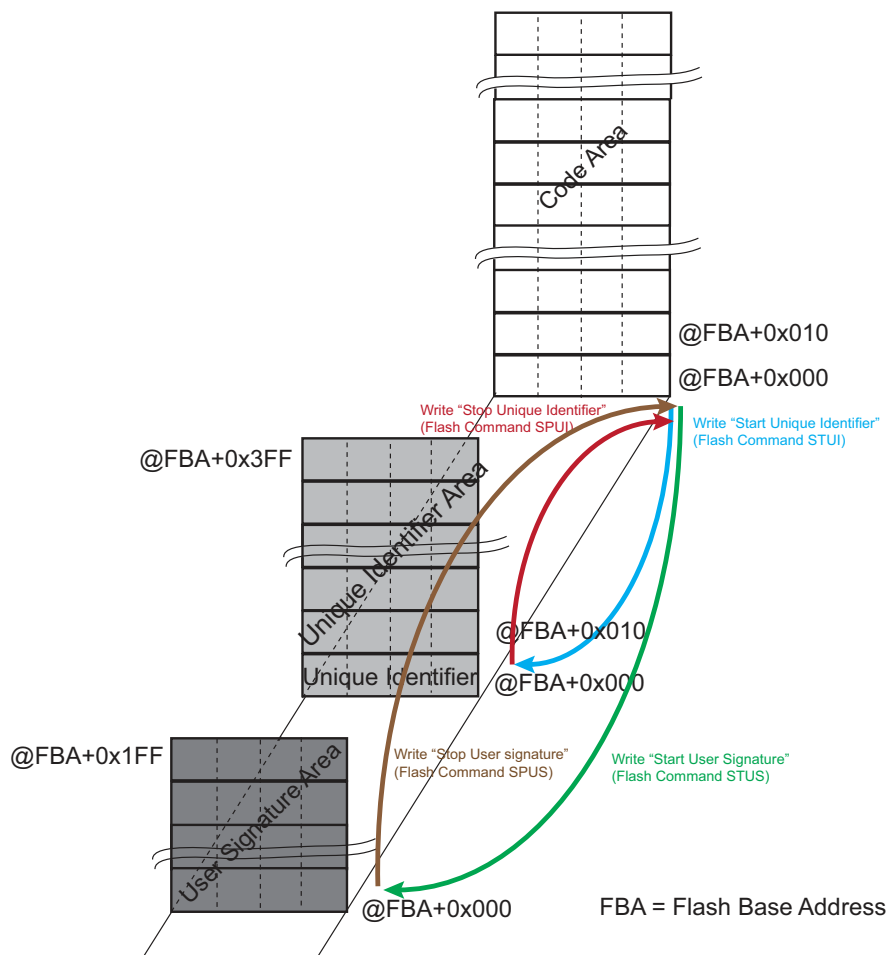 Code Area
@FBA+0x010
@FBA+0x000
Write “Stop Unique Identifier”
(Flash Command SPUI)
Write “Start Unique Identifier”
(Flash Command STUI)
@FBA+0x3FF
Unique Identifier Area
@FBA+0x010
Unique Identifier
@FBA+0x000
@FBA+0x1FF
User Signature Area
Write “Stop User signature”
(Flash Command SPUS)
Write “Start User Signature”
(Flash Command STUS)
@FBA+0x000
FBA = Flash Base Address